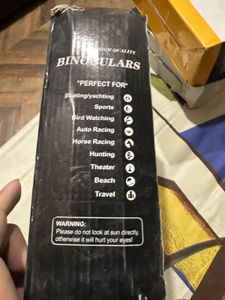 HIGH QUALITY
BINOCULARS
"PERFECT FOR"
Boating/yachting
Sports
Bird Watching
Auto Racing
Horse Racing
Hunting
Theater
Beach
Travel
WARNING:
Please do not look at sun directly,
otherwise it will hurt your eyes!